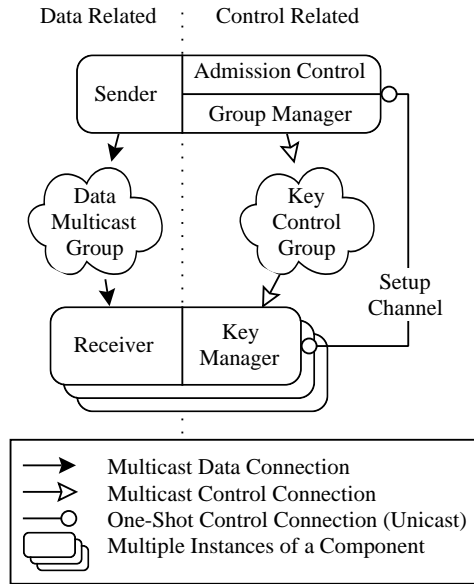 Data Related
Control Related
Sender
Admission Control
Group Manager
Data
Multicast
Group
Key
Control
Group
Setup
Channel
Receiver
Key
Manager
Multicast Data Connection
Multicast Control Connection
One-Shot Control Connection (Unicast)
Multiple Instances of a Component